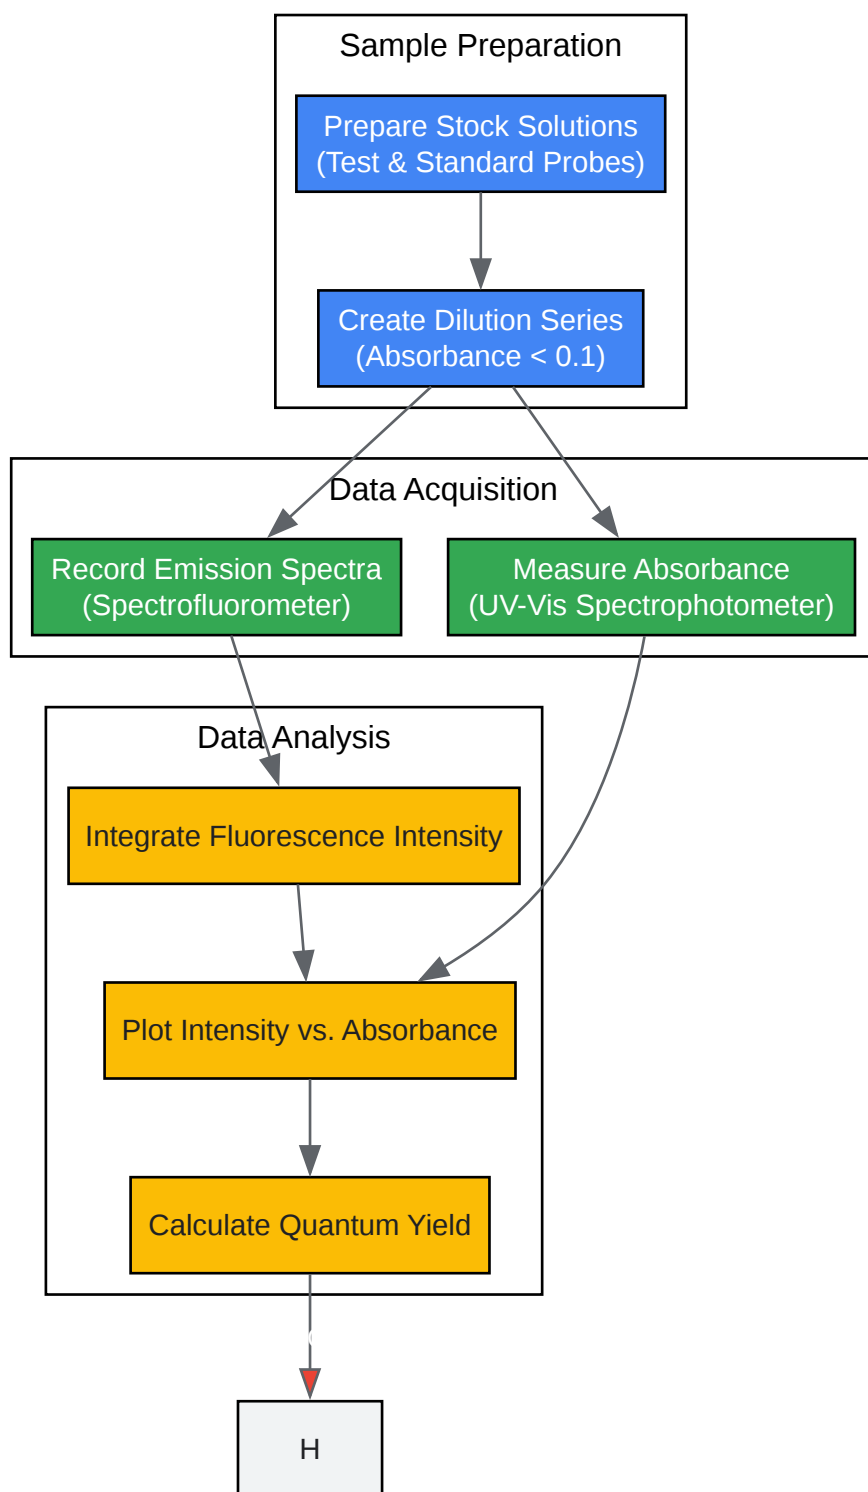 Sample Preparation
Prepare Stock Solutions
(Test & Standard Probes)
Create Dilution Series
(Absorbance < 0.1)
Data Acquisition
Record Emission Spectra
(Spectrofluorometer)
Measure Absorbance
(UV-Vis Spectrophotometer)
Data Analysis
Integrate Fluorescence Intensity
Plot Intensity vs. Absorbance
Calculate Quantum Yield
H